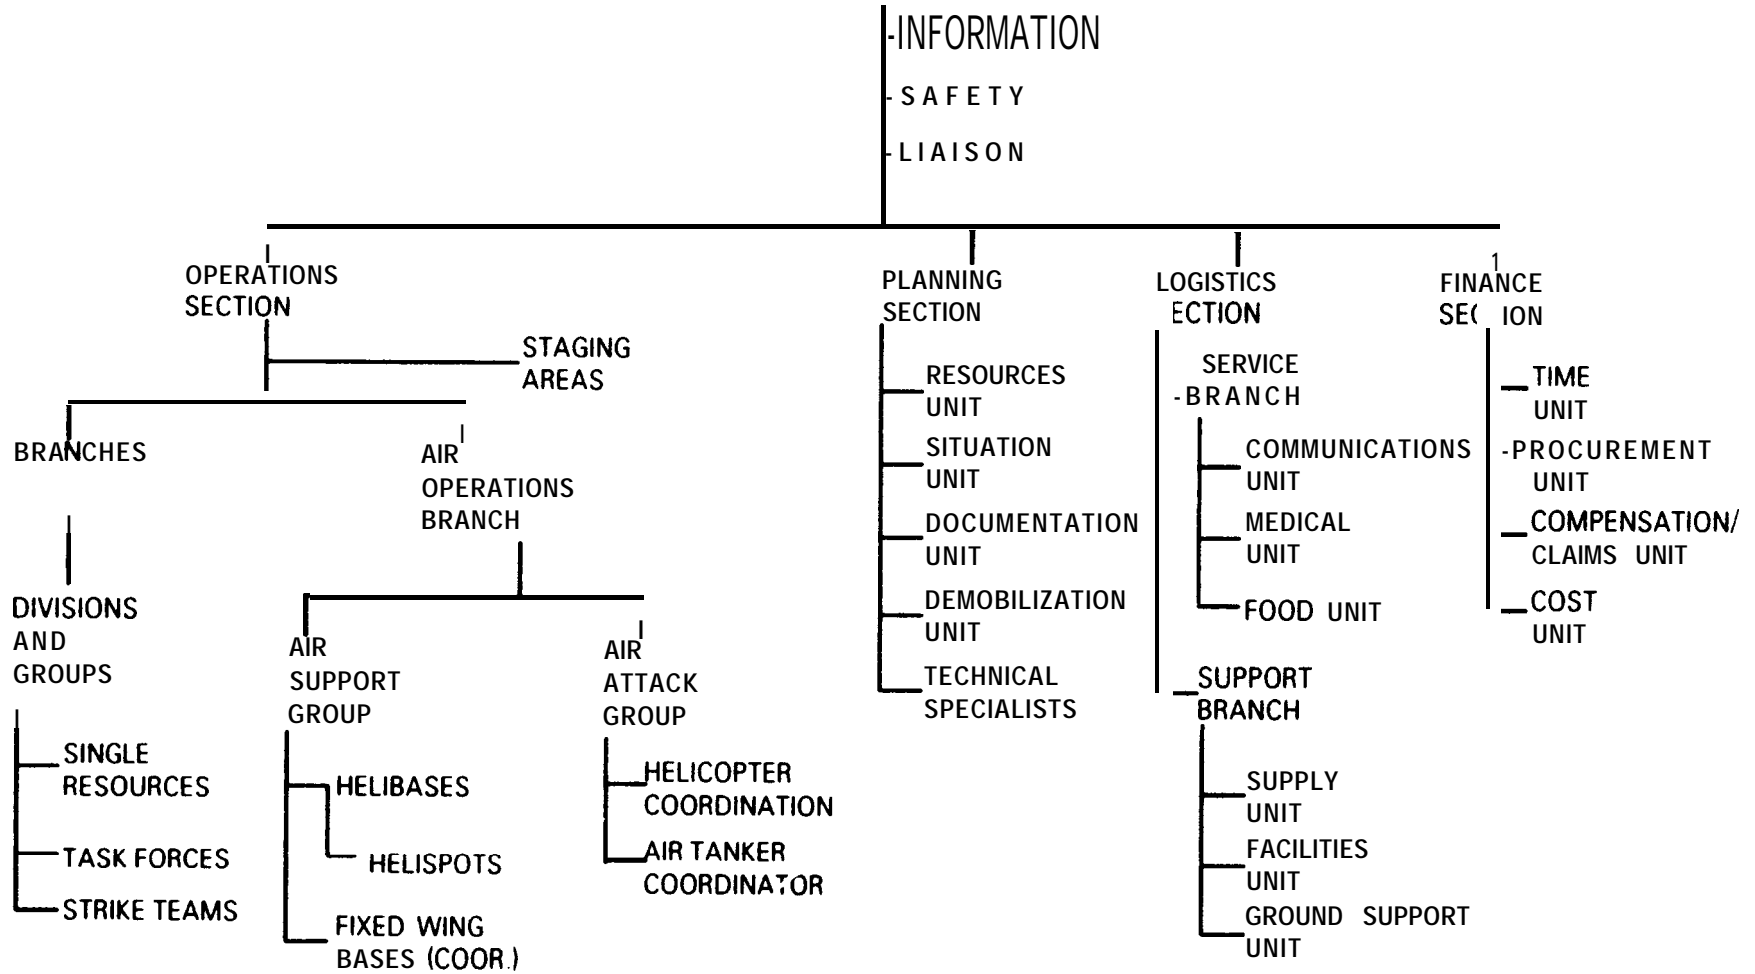 -INFORMATION
-SAFETY
-LIAISON
OPERATIONS
SECTION
STAGING
AREAS
BRANCHES
DIVISIONS
AND
GROUPS
SINGLE
RESOURCES
TASK FORCES
STRIKE TEAMS
AIR
OPERATIONS
BRANCH
AIR
SUPPORT
GROUP
HELIBASES
HELISPOTS
FIXED WING
BASES (COOR.)
AIR
ATTACK
GROUP
HELICOPTER
COORDINATION
AIR TANKER
COORDINATOR
PLANNING
SECTION
RESOURCES
UNIT
SITUATION
UNIT
DOCUMENTATION
UNIT
DEMOBILIZATION
UNIT
TECHNICAL
SPECIALISTS
LOGISTICS
ECTION
SERVICE
-BRANCH
COMMUNICATIONS
UNIT
MEDICAL
UNIT
FOOD UNIT
SUPPORT
BRANCH
SUPPLY
UNIT
FACILITIES
UNIT
GROUND SUPPORT
UNIT
1
FINANCE
SE( ION
TIME
UNIT
-PROCUREMENT
UNIT
COMPENSATION/
CLAIMS UNIT
COST
UNIT